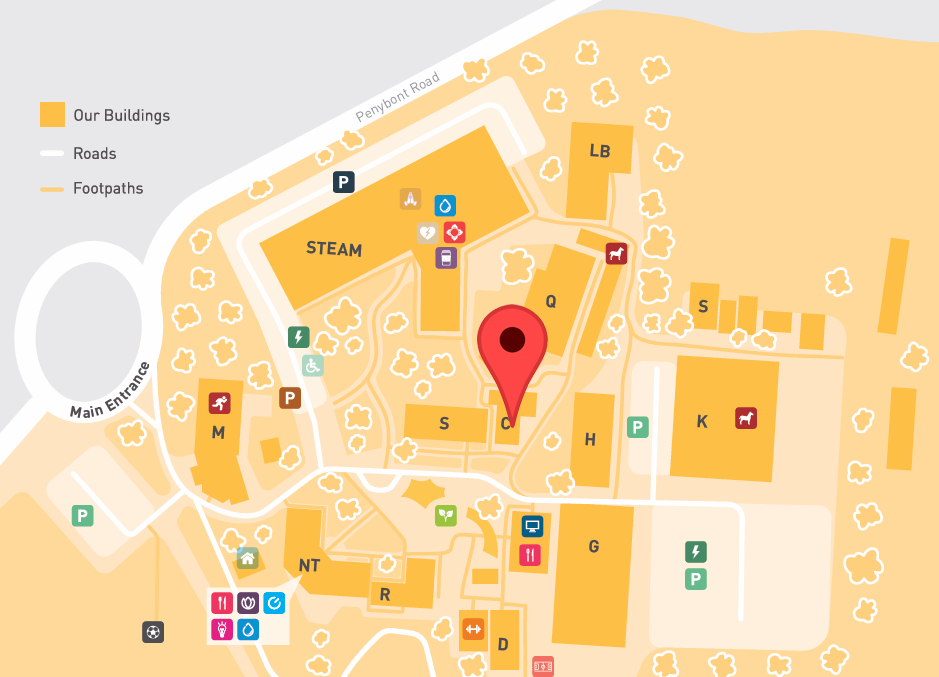 Penybont Road
Our Buildings
Roads
Footpaths
LB
P
STEAM
Q
S
Main Entrance
P
M
S
C
H
P
K
P
NT
G
P
R
D